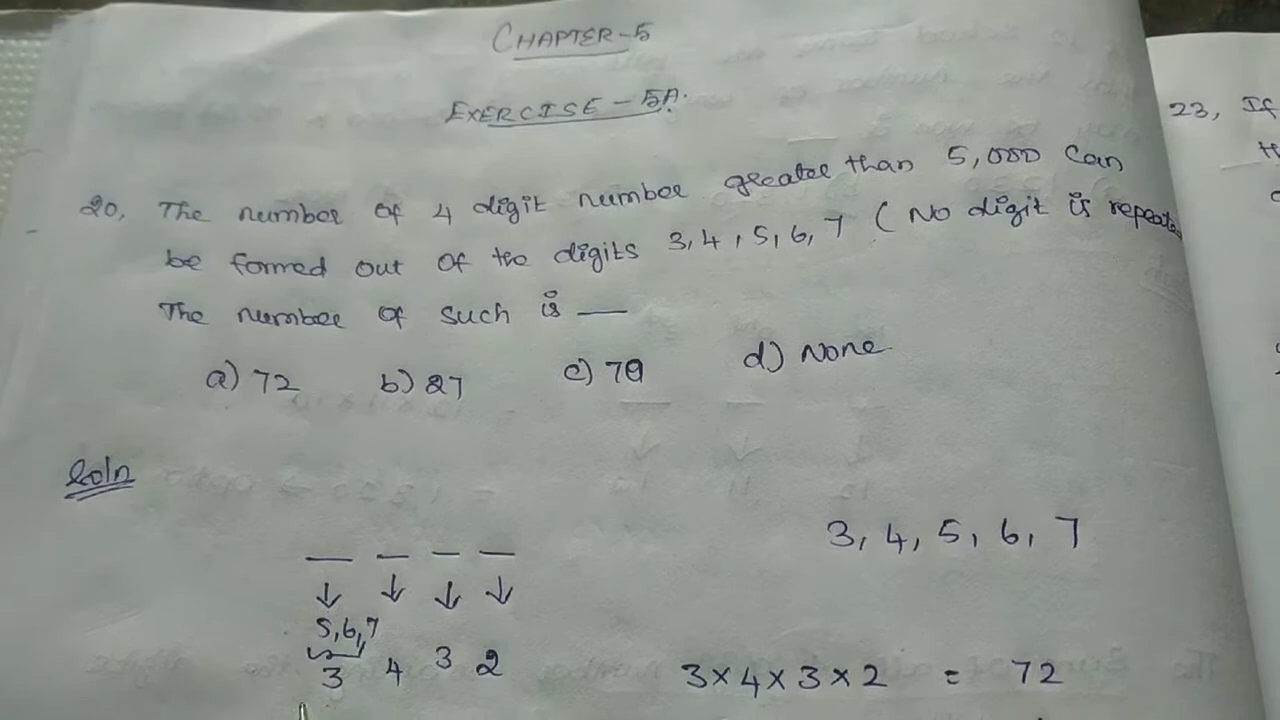 CHAPTER-5
EXERCISE - 5A.
20, The number of 4 digit number greater than 5,000 can
be formed out of the digits 3, 4, 5, 6, 7 ( No digit is repeate
The number of such is —
a) 72 b) 27 c) 70 d) None
Soln
3, 4, 5, 6, 7
5,6,7
3 4 3 2
3×4×3×2 = 72
23, If